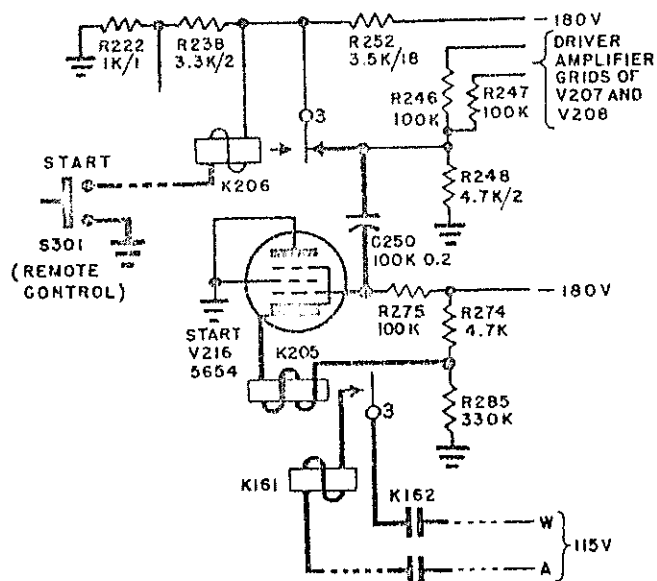 R222
1K/1
R238
3.3K/2
R252
3.5K/18
-180V
DRIVER
AMPLIFIER
GRIDS OF
V207 AND
V208
R246
100K
R247
100K
3
K206
START
S301
(REMOTE
CONTROL)
R248
4.7K/2
C250
100K 0.2
-180V
R275
100K
R274
4.7K
START
V216
5654
K205
3
R285
330K
K161
K162
W
115V
A